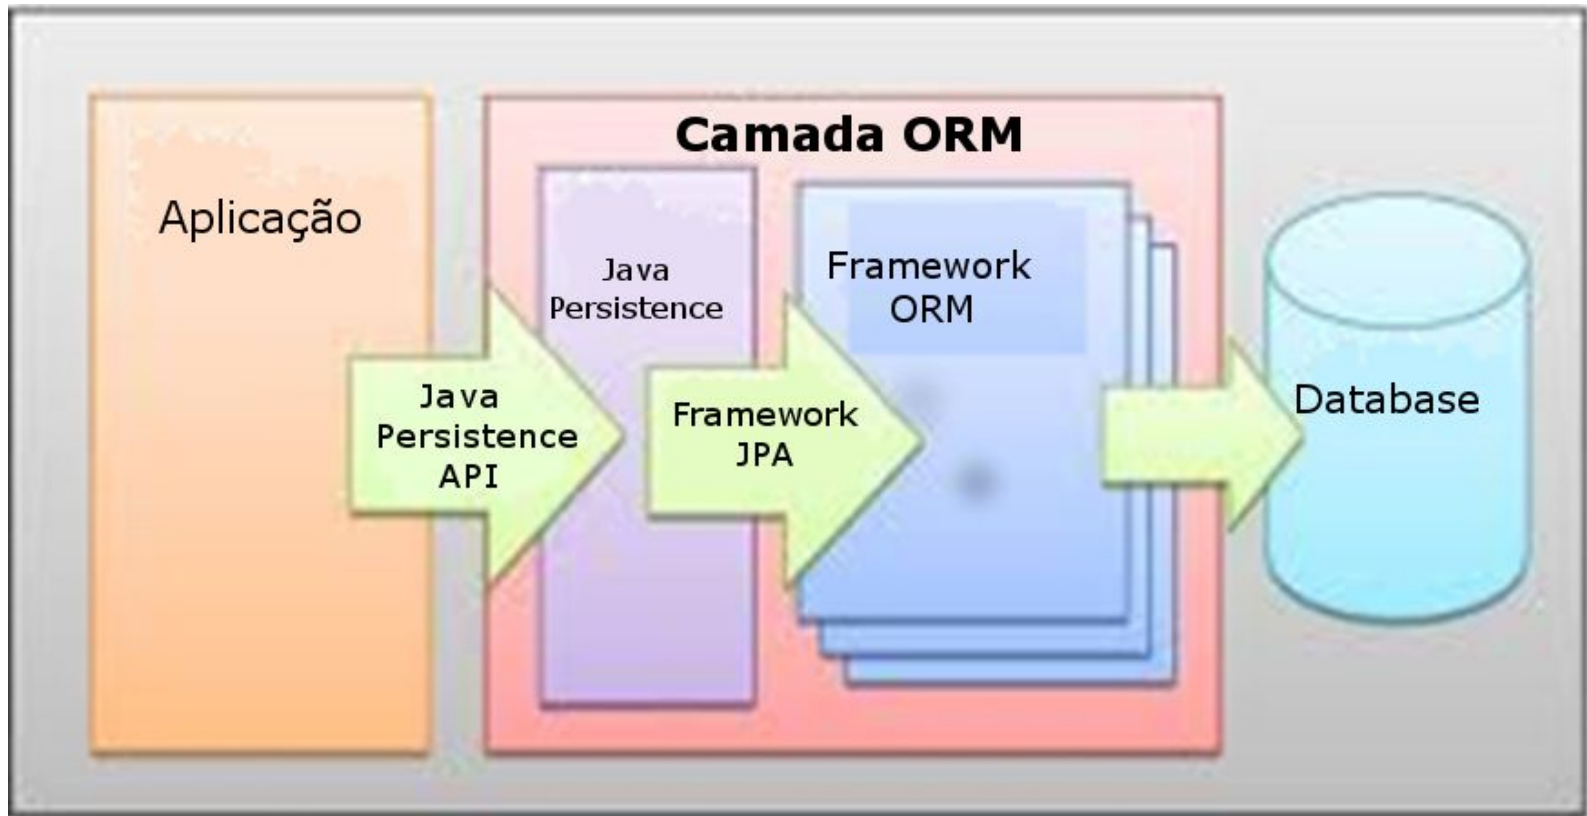 Camada ORM
Aplicação
Java
Persistence
Framework
ORM
Java
Persistence
API
Framework
JPA
Database